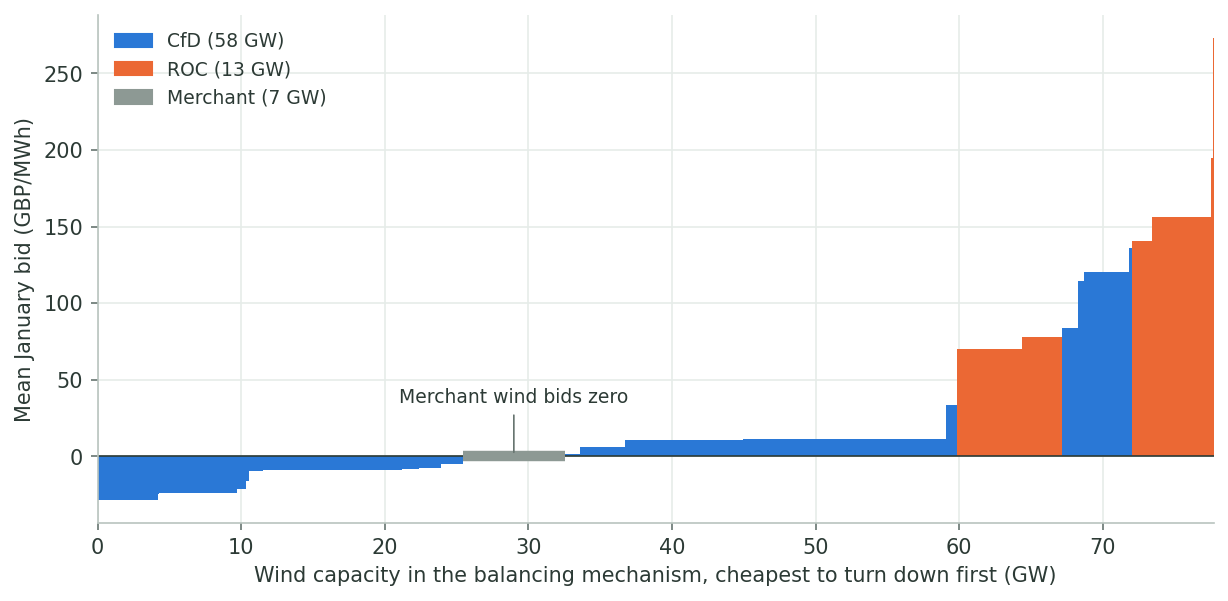 CfD (58 GW)
ROC (13 GW)
Merchant (7 GW)
Mean January bid (GBP/MWh)
250
200
150
100
50
0
Merchant wind bids zero
0 10 20 30 40 50 60 70
Wind capacity in the balancing mechanism, cheapest to turn down first (GW)